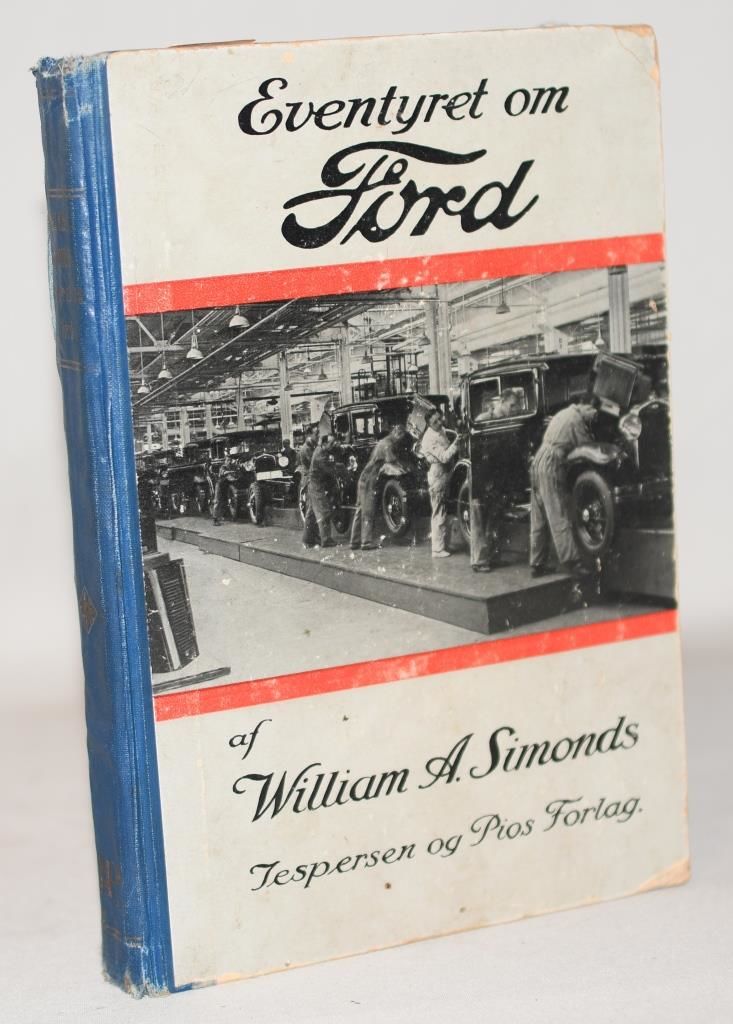 Eventyret om
Ford
af
William A. Simonds
Jespersen og Pios Forlag.